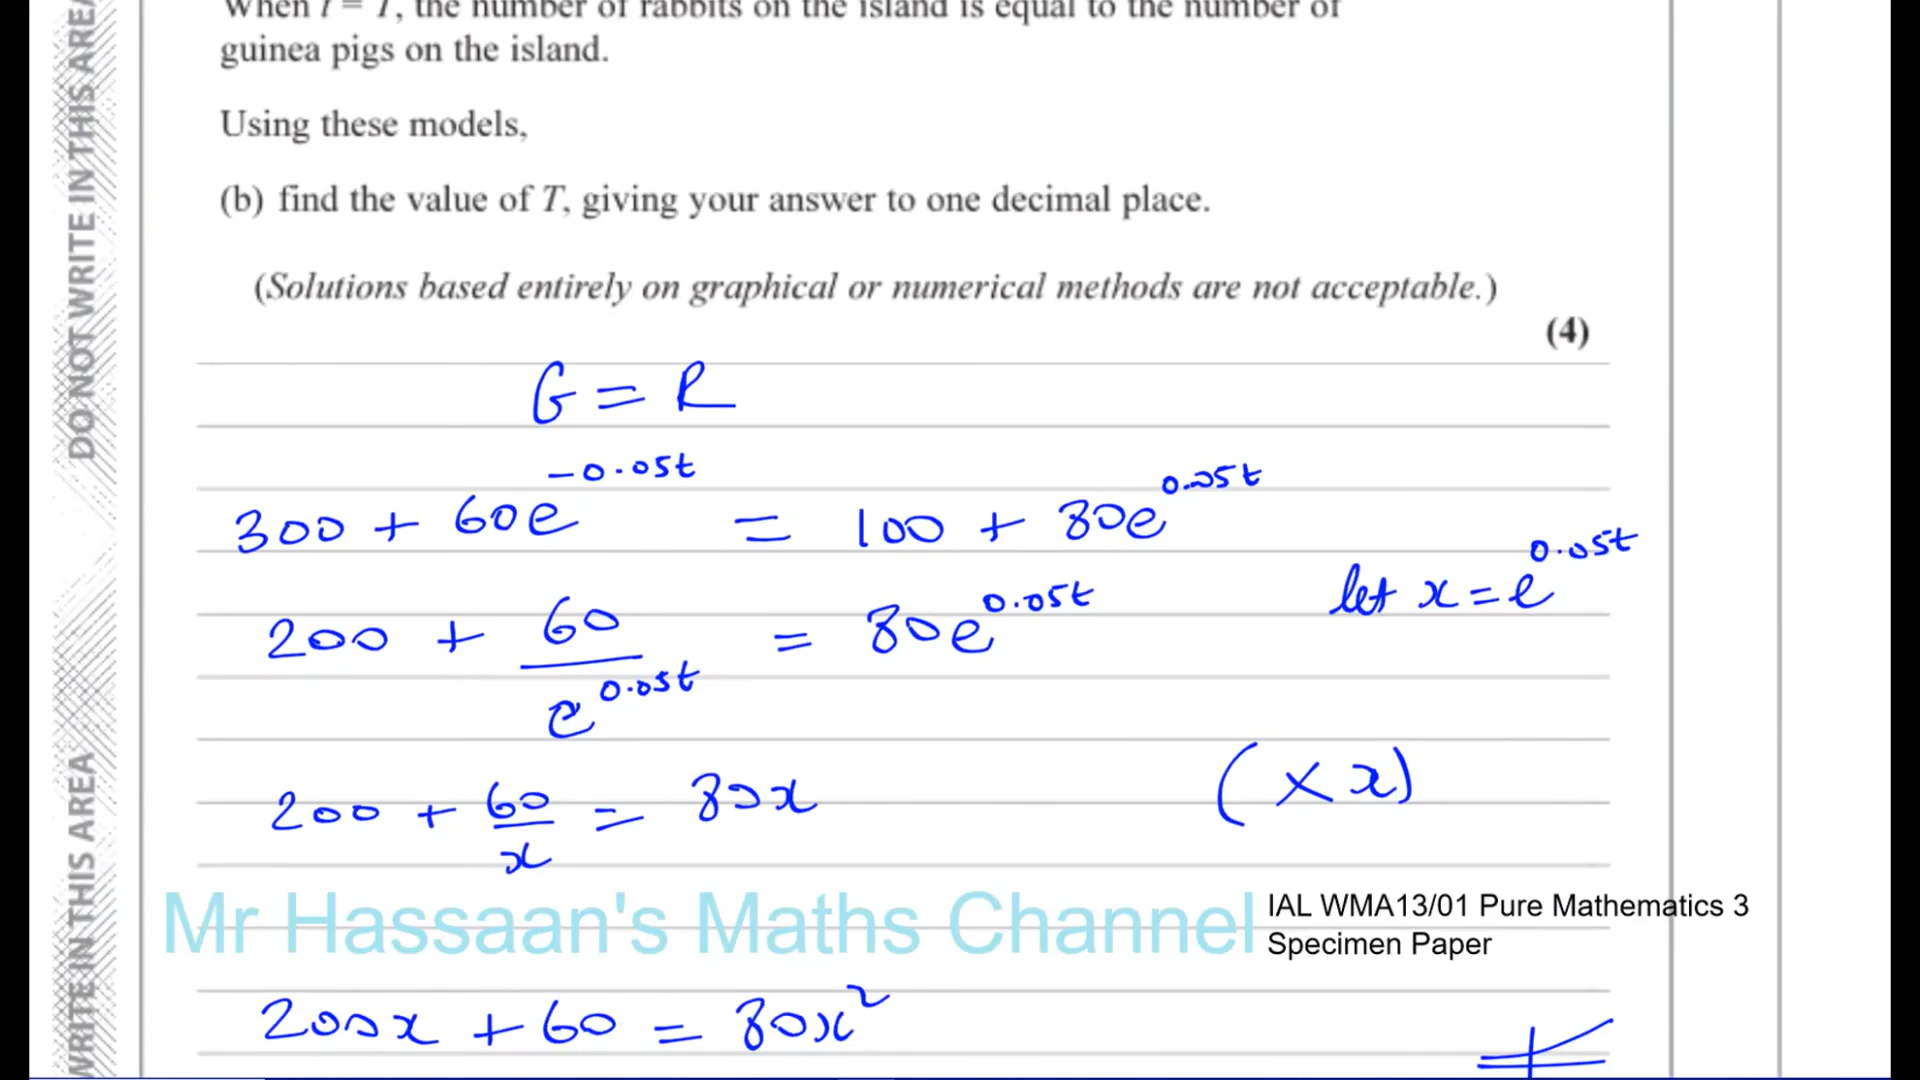 When t = T, the number of rabbits on the island is equal to the number of
guinea pigs on the island.
Using these models,
(b) find the value of T, giving your answer to one decimal place.
(Solutions based entirely on graphical or numerical methods are not acceptable.)
(4)
G = R
300 + 60e^-0.05t = 100 + 80e^0.05t
let x = e^0.05t
200 + 60/e^0.05t = 80e^0.05t
200 + 60/x = 80x (× x)
Mr Hassaan's Maths Channel
IAL WMA13/01 Pure Mathematics 3
Specimen Paper
200x + 60 = 80x²
DO NOT WRITE IN THIS AREA
WRITE IN THIS AREA